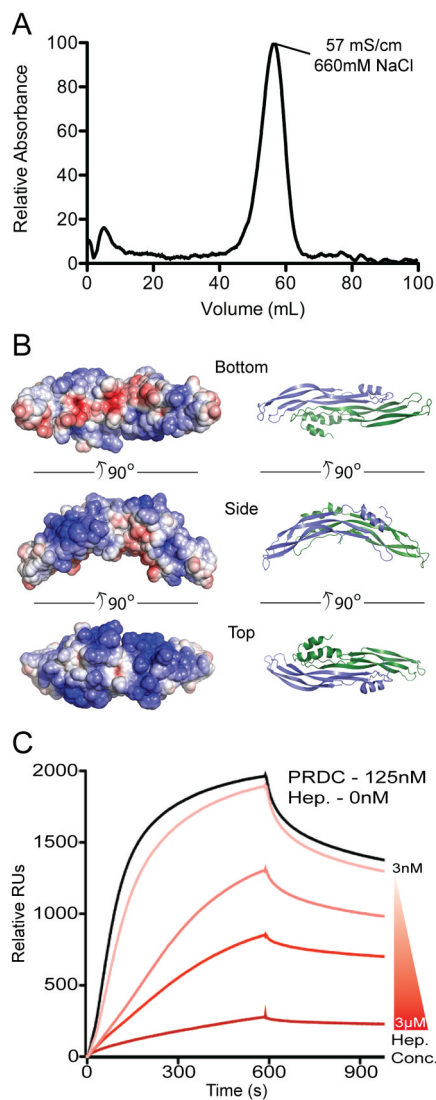 A
57 mS/cm
660mM NaCl
100
80
60
40
20
0
Relative Absorbance
0 20 40 60 80 100
Volume (mL)
B
Bottom
90°
90°
Side
90°
90°
Top
C
2000
1500
1000
500
0
Relative RUs
PRDC - 125nM
Hep. - 0nM
3nM
3µM
Hep.
Conc.
0 300 600 900
Time (s)